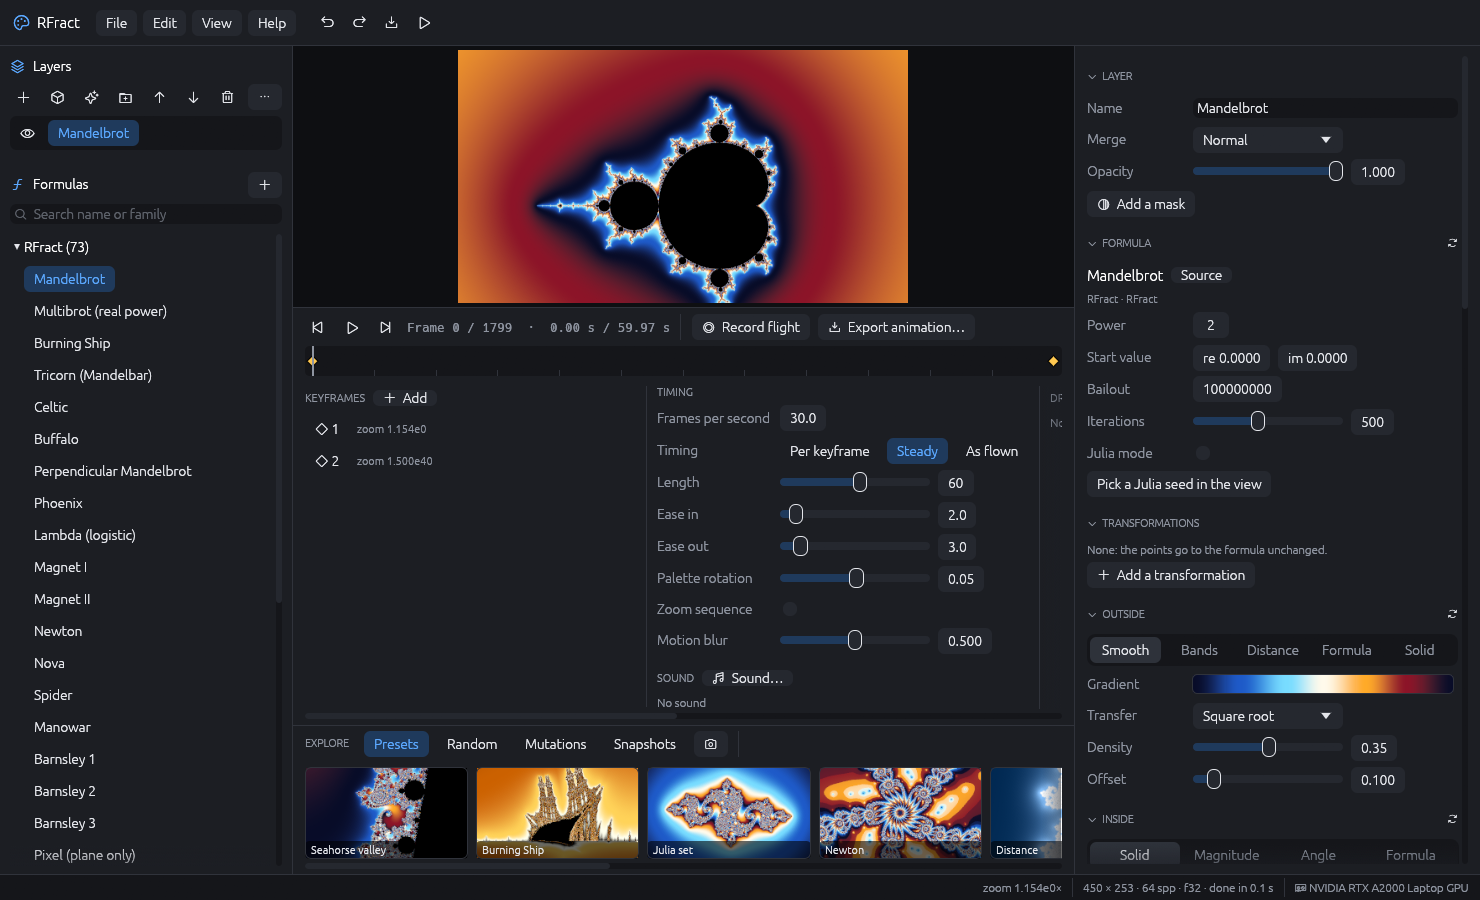 RFract File Edit View Help
Layers
...
Mandelbrot
Formulas
Search name or family
RFract (73)
Mandelbrot
Multibrot (real power)
Burning Ship
Tricorn (Mandelbar)
Celtic
Buffalo
Perpendicular Mandelbrot
Phoenix
Lambda (logistic)
Magnet I
Magnet II
Newton
Nova
Spider
Manowar
Barnsley 1
Barnsley 2
Barnsley 3
Pixel (plane only)
Frame 0 / 1799 · 0.00 s / 59.97 s Record flight Export animation…
KEYFRAMES Add
1 zoom 1.154e0
2 zoom 1.500e40
TIMING
Frames per second 30.0
Timing Per keyframe Steady As flown
Length 60
Ease in 2.0
Ease out 3.0
Palette rotation 0.05
Zoom sequence
Motion blur 0.500
SOUND Sound…
No sound
DR
No
EXPLORE Presets Random Mutations Snapshots
Seahorse valley
Burning Ship
Julia set
Newton
Distance
LAYER
Name Mandelbrot
Merge Normal
Opacity 1.000
Add a mask
FORMULA
Mandelbrot Source
RFract · RFract
Power 2
Start value re 0.0000 im 0.0000
Bailout 100000000
Iterations 500
Julia mode
Pick a Julia seed in the view
TRANSFORMATIONS
None: the points go to the formula unchanged.
Add a transformation
OUTSIDE
Smooth Bands Distance Formula Solid
Gradient
Transfer Square root
Density 0.35
Offset 0.100
INSIDE
Solid Magnitude Angle Formula
zoom 1.154e0× 450 × 253 · 64 spp · f32 · done in 0.1 s NVIDIA RTX A2000 Laptop GPU